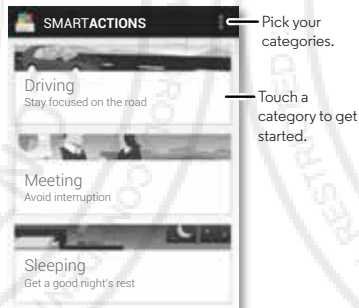 SMARTACTIONS
Pick your
categories.
Driving
Stay focused on the road
Touch a
category to get
started.
Meeting
Avoid interruption
Sleeping
Get a good night's rest